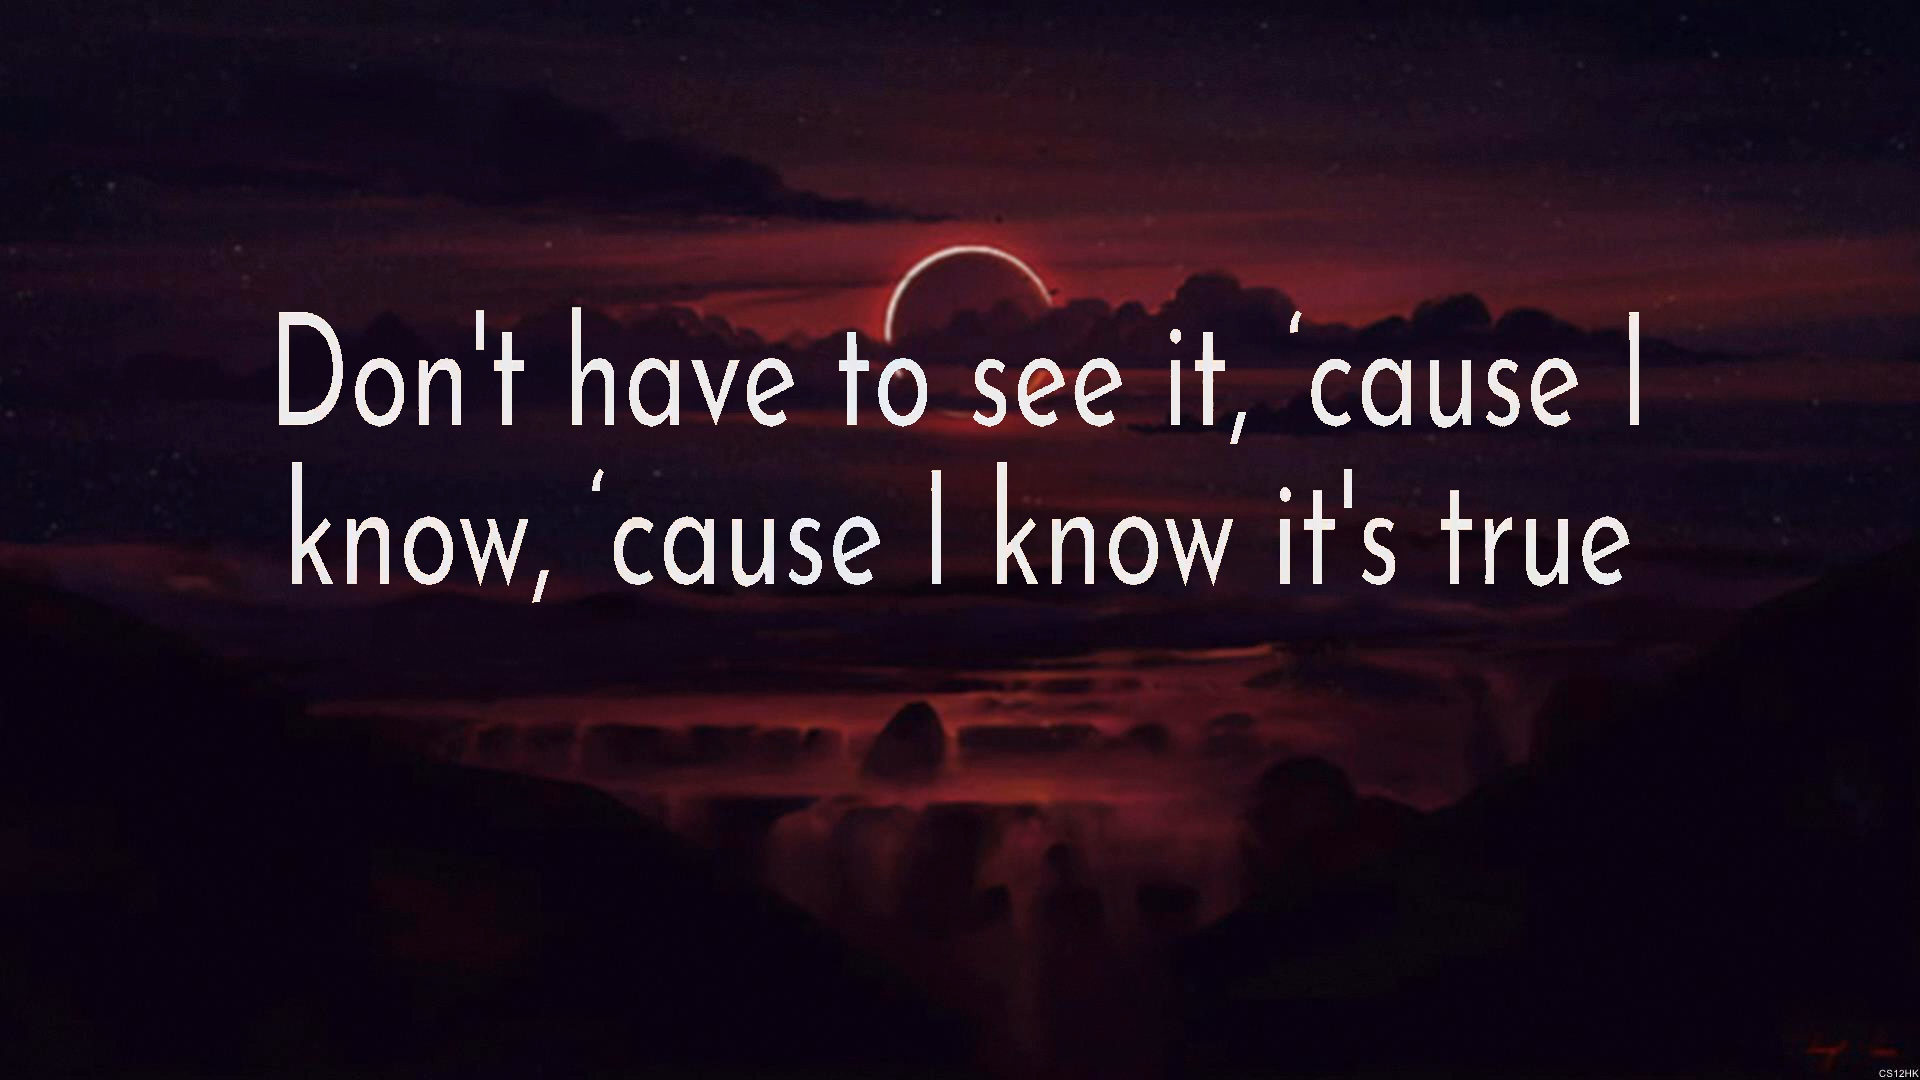 Don't have to see it, ‘cause I
know, ‘cause I know it's true
CS12HK